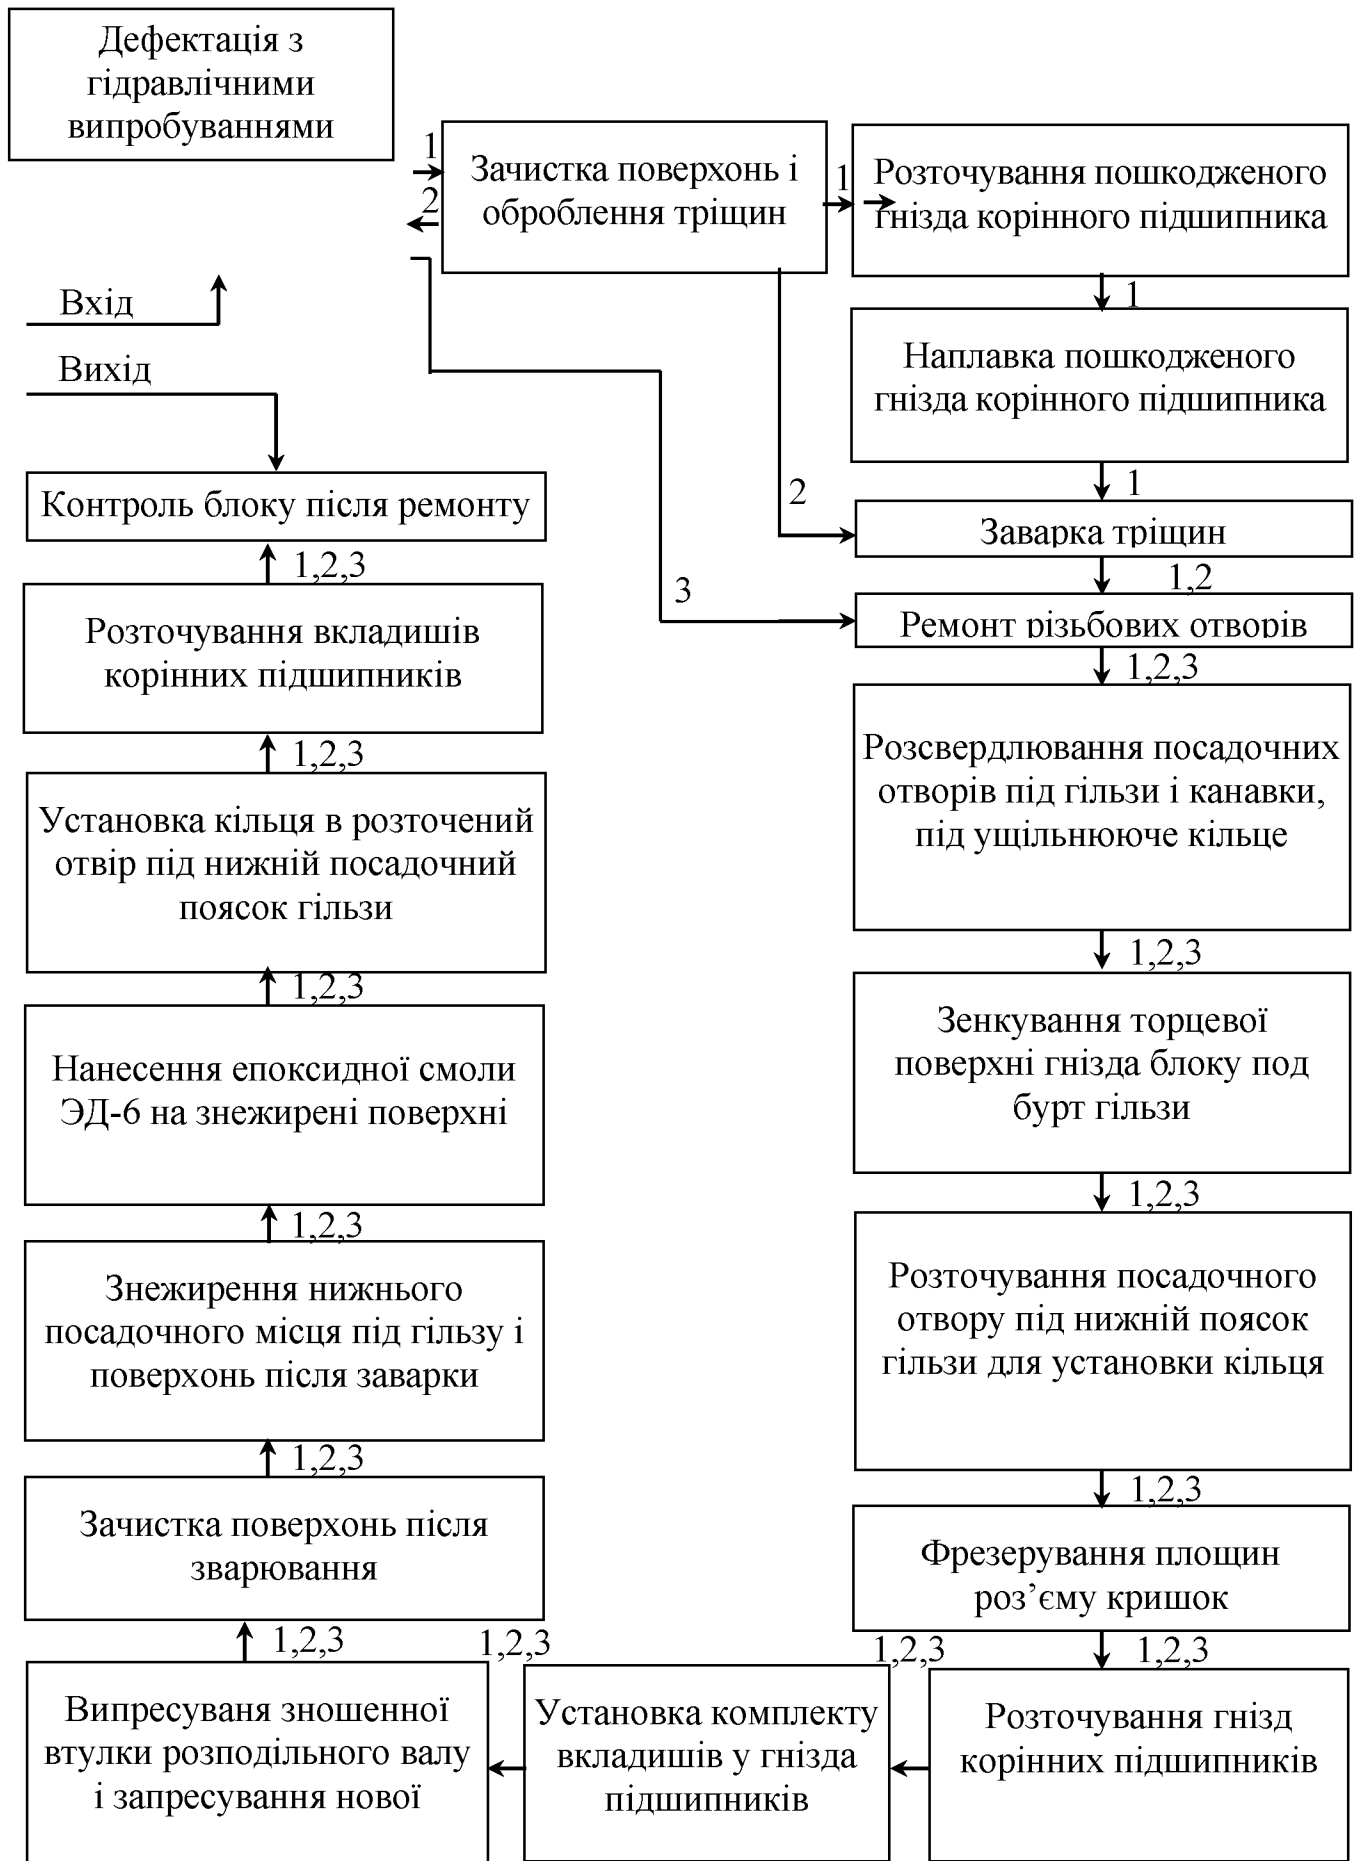 Дефектація з
гідравлічними
випробуваннями
1
2
Зачистка поверхонь і
оброблення тріщин
1
Розточування пошкодженого
гнізда корінного підшипника
1
Вхід
Вихід
Наплавка пошкодженого
гнізда корінного підшипника
1
2
Заварка тріщин
1,2
3
Ремонт різьбових отворів
1,2,3
Розсвердлювання посадочних
отворів під гільзи і канавки,
під ущільнююче кільце
1,2,3
Зенкування торцевої
поверхні гнізда блоку под
бурт гільзи
1,2,3
Розточування посадочного
отвору під нижній поясок
гільзи для установки кільця
1,2,3
Фрезерування площин
роз’єму кришок
1,2,3
Розточування гнізд
корінних підшипників
1,2,3
Установка комплекту
вкладишів у гнізда
підшипників
1,2,3
Випресуваня зношенної
втулки розподільного валу
і запресування нової
1,2,3
Зачистка поверхонь після
зварювання
1,2,3
Знежирення нижнього
посадочного місця під гільзу і
поверхонь після заварки
1,2,3
Нанесення епоксидної смоли
ЭД-6 на знежирені поверхні
1,2,3
Установка кільця в розточений
отвір під нижній посадочний
поясок гільзи
1,2,3
Розточування вкладишів
корінних підшипників
1,2,3
Контроль блоку після ремонту